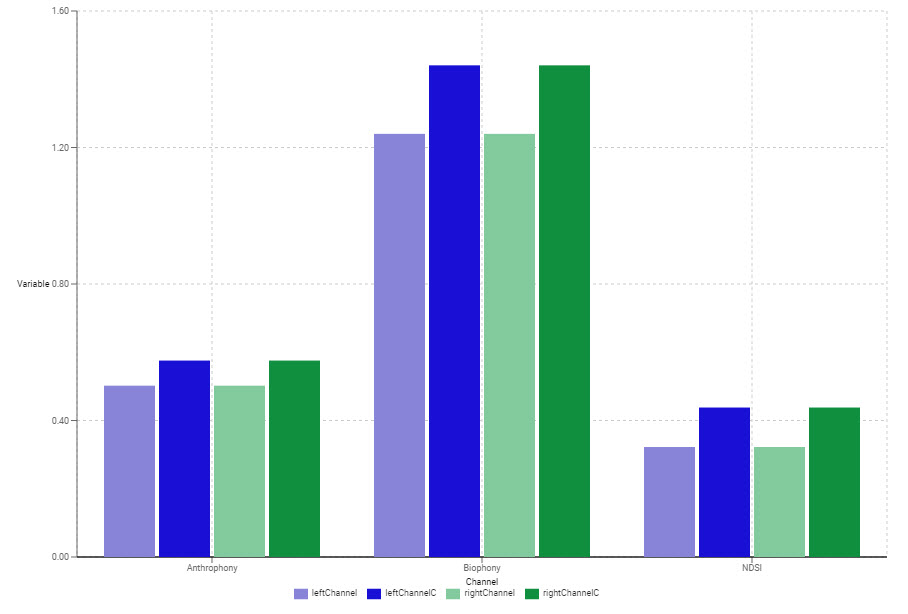 1.60
1.20
Variable 0.80
0.40
0.00
Anthrophony Biophony NDSI
Channel
leftChannel leftChannelC rightChannel rightChannelC